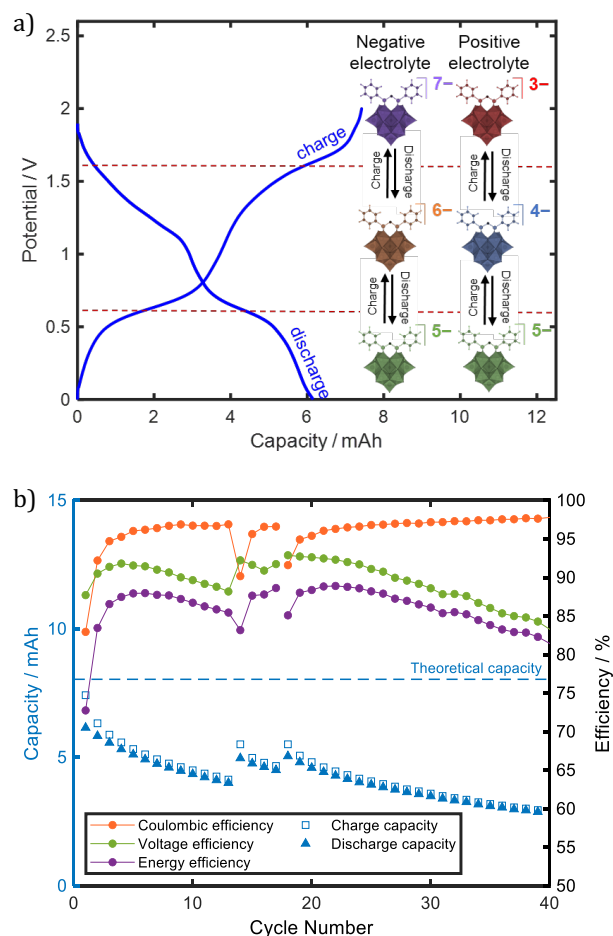 a)
Negative electrolyte
Positive electrolyte
7−
3−
charge
Charge
Discharge
Charge
Discharge
6−
4−
Charge
Discharge
Charge
Discharge
5−
5−
discharge
Potential / V
2.5
2
1.5
1
0.5
0
0 2 4 6 8 10 12
Capacity / mAh
b)
Capacity / mAh
15
10
5
0
Theoretical capacity
Coulombic efficiency
Voltage efficiency
Energy efficiency
Charge capacity
Discharge capacity
100
95
90
85
80
75
70
65
60
55
50
Efficiency / %
0 10 20 30 40
Cycle Number